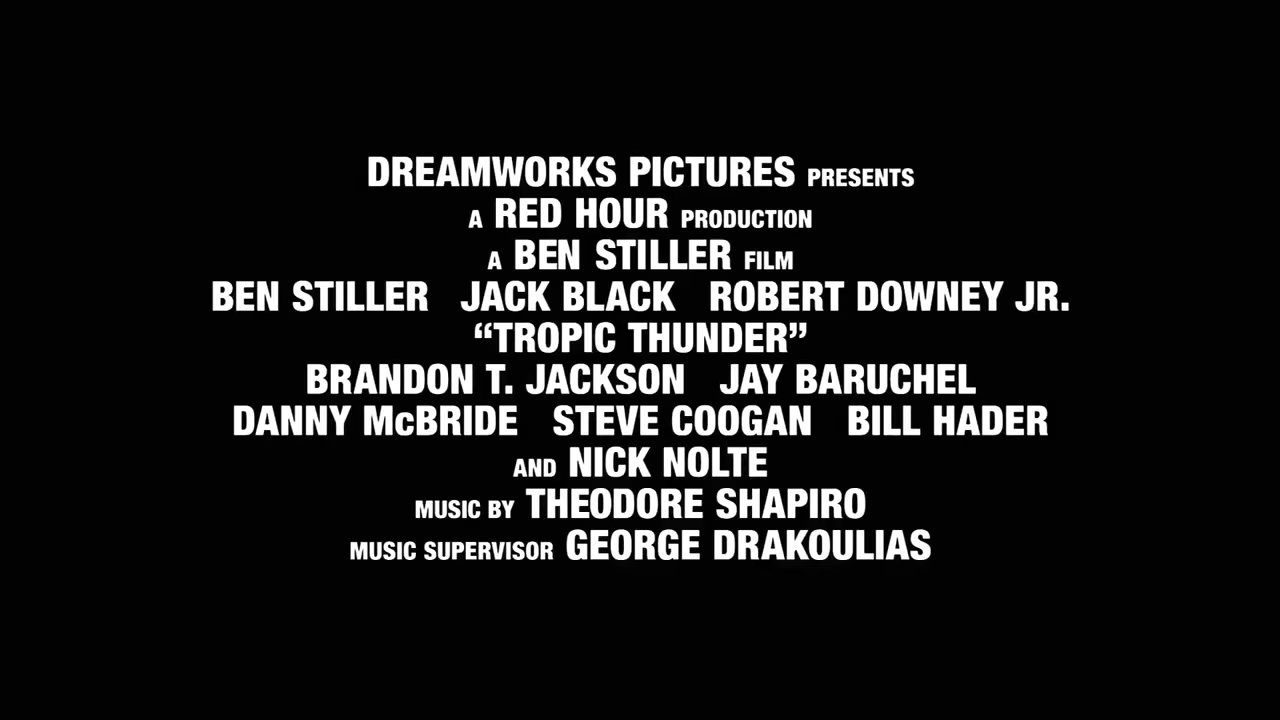 DREAMWORKS PICTURES PRESENTS
A RED HOUR PRODUCTION
A BEN STILLER FILM
BEN STILLER JACK BLACK ROBERT DOWNEY JR.
“TROPIC THUNDER”
BRANDON T. JACKSON JAY BARUCHEL
DANNY McBRIDE STEVE COOGAN BILL HADER
AND NICK NOLTE
MUSIC BY THEODORE SHAPIRO
MUSIC SUPERVISOR GEORGE DRAKOULIAS